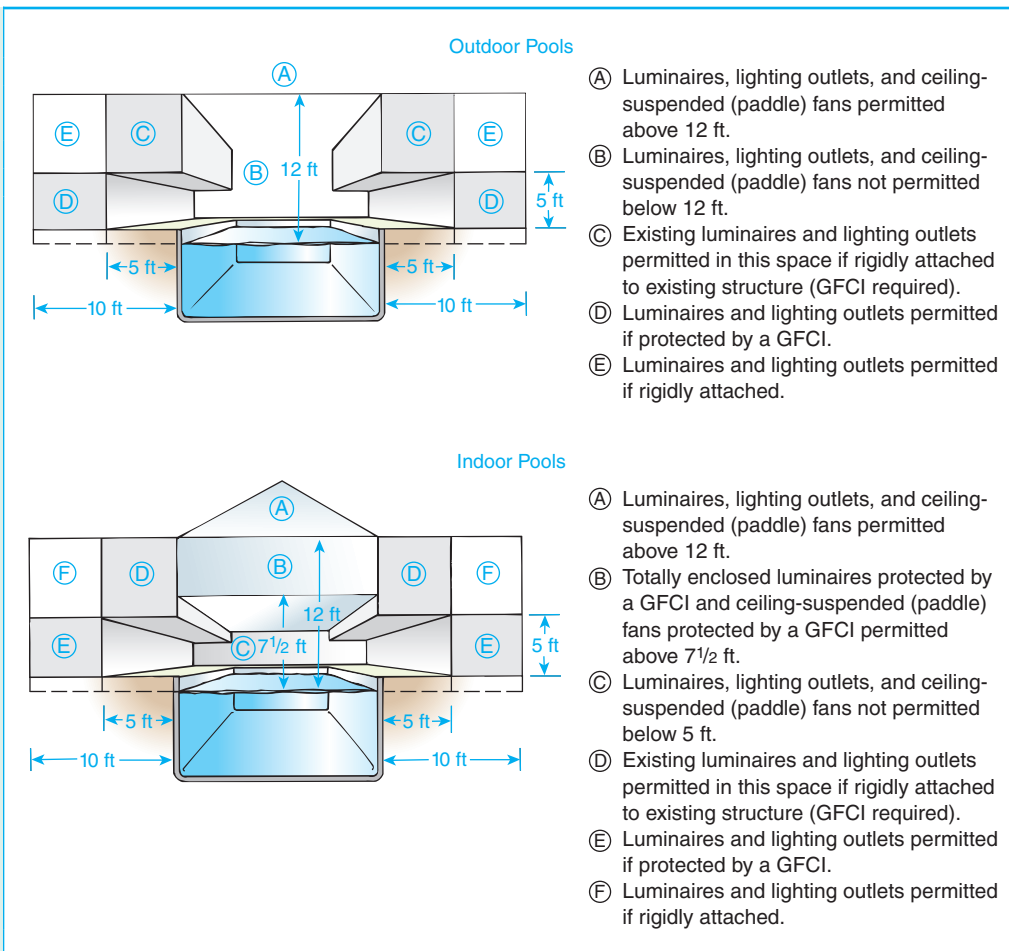 Outdoor Pools
A
E
C
C
E
B
12 ft
D
D
5 ft
5 ft
5 ft
10 ft
10 ft
A Luminaires, lighting outlets, and ceiling-
suspended (paddle) fans permitted
above 12 ft.
B Luminaires, lighting outlets, and ceiling-
suspended (paddle) fans not permitted
below 12 ft.
C Existing luminaires and lighting outlets
permitted in this space if rigidly attached
to existing structure (GFCI required).
D Luminaires and lighting outlets permitted
if protected by a GFCI.
E Luminaires and lighting outlets permitted
if rigidly attached.
Indoor Pools
A
F
D
B
D
F
12 ft
E
C 7 1/2 ft
E
5 ft
5 ft
5 ft
10 ft
10 ft
A Luminaires, lighting outlets, and ceiling-
suspended (paddle) fans permitted
above 12 ft.
B Totally enclosed luminaires protected by
a GFCI and ceiling-suspended (paddle)
fans protected by a GFCI permitted
above 7 1/2 ft.
C Luminaires, lighting outlets, and ceiling-
suspended (paddle) fans not permitted
below 5 ft.
D Existing luminaires and lighting outlets
permitted in this space if rigidly attached
to existing structure (GFCI required).
E Luminaires and lighting outlets permitted
if protected by a GFCI.
F Luminaires and lighting outlets permitted
if rigidly attached.